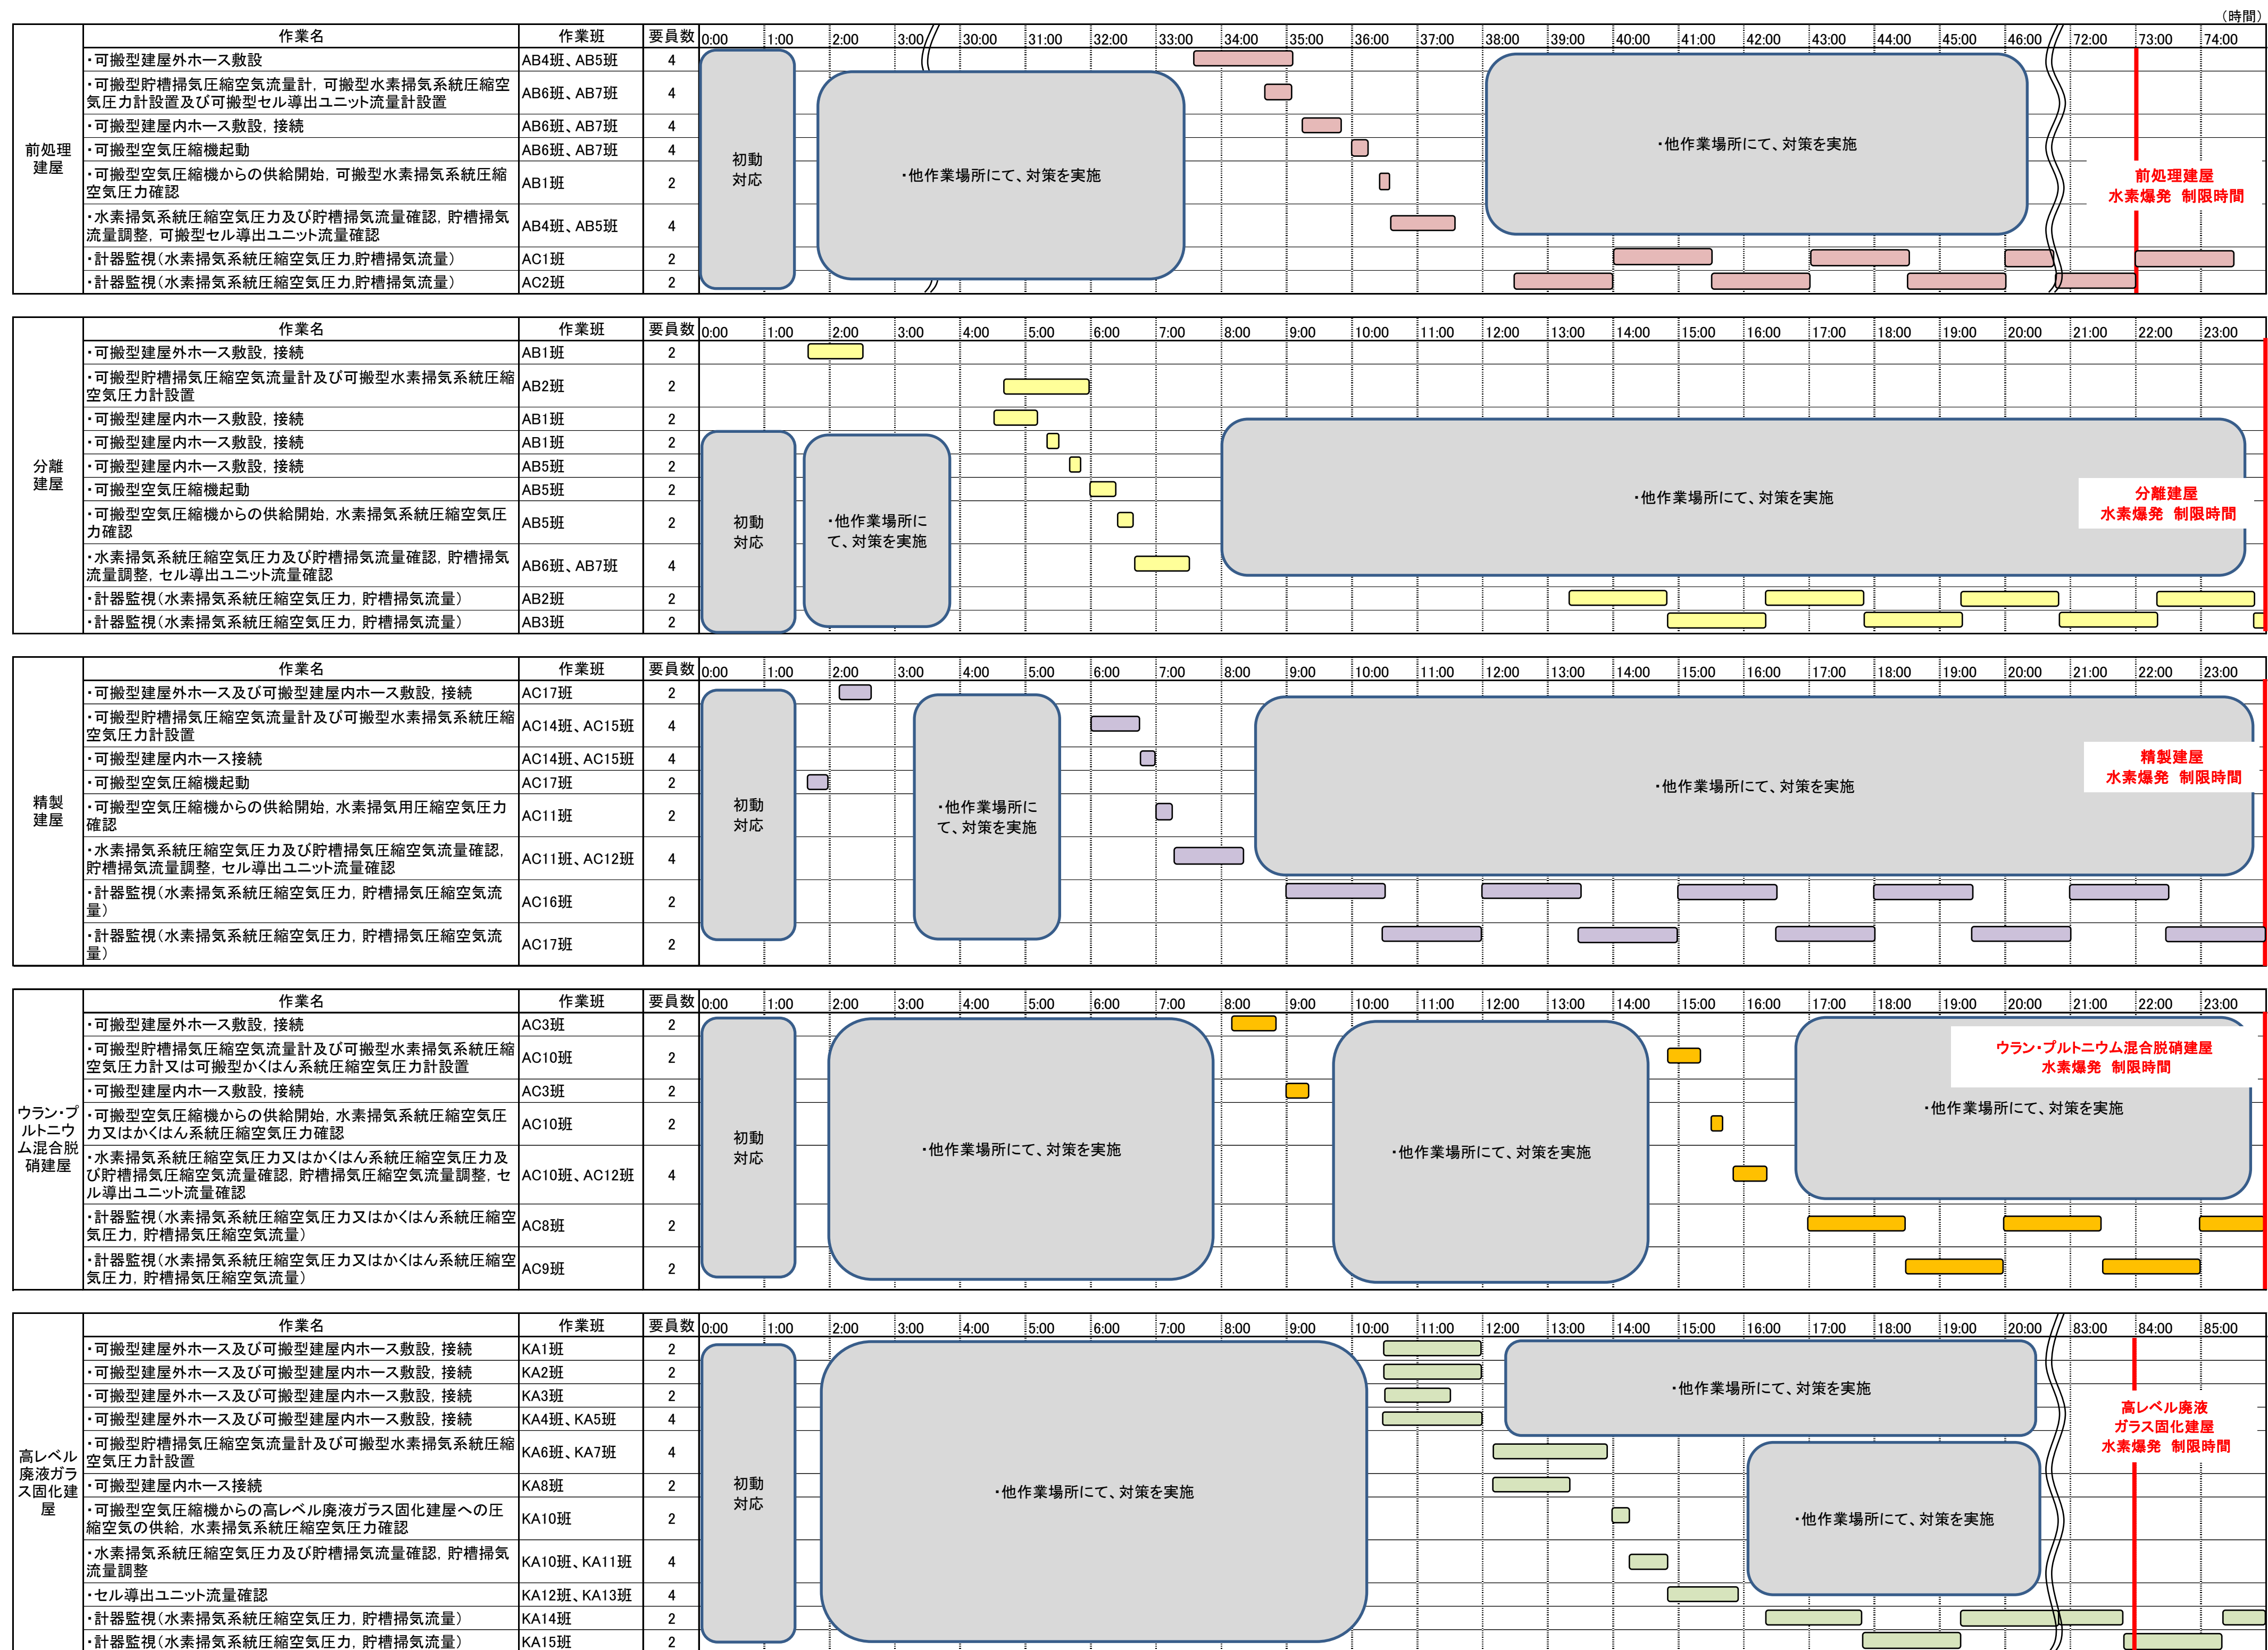 （時間）
作業名 作業班 要員数 0:00 1:00 2:00 3:00 30:00 31:00 32:00 33:00 34:00 35:00 36:00 37:00 38:00 39:00 40:00 41:00 42:00 43:00 44:00 45:00 46:00 72:00 73:00 74:00
前処理
建屋
・可搬型建屋外ホース敷設 AB4班、AB5班 4
・可搬型貯槽掃気圧縮空気流量計，可搬型水素掃気系統圧縮空
気圧力計設置及び可搬型セル導出ユニット流量計設置 AB6班、AB7班 4
・可搬型建屋内ホース敷設，接続 AB6班、AB7班 4
・可搬型空気圧縮機起動 AB6班、AB7班 4
・可搬型空気圧縮機からの供給開始，可搬型水素掃気系統圧縮
空気圧力確認 AB1班 2
・水素掃気系統圧縮空気圧力及び貯槽掃気流量確認，貯槽掃気
流量調整，可搬型セル導出ユニット流量確認 AB4班、AB5班 4
・計器監視（水素掃気系統圧縮空気圧力,貯槽掃気流量） AC1班 2
・計器監視（水素掃気系統圧縮空気圧力,貯槽掃気流量） AC2班 2
初動
対応
・他作業場所にて、対策を実施
・他作業場所にて、対策を実施
前処理建屋
水素爆発 制限時間
作業名 作業班 要員数 0:00 1:00 2:00 3:00 4:00 5:00 6:00 7:00 8:00 9:00 10:00 11:00 12:00 13:00 14:00 15:00 16:00 17:00 18:00 19:00 20:00 21:00 22:00 23:00
分離
建屋
・可搬型建屋外ホース敷設，接続 AB1班 2
・可搬型貯槽掃気圧縮空気流量計及び可搬型水素掃気系統圧縮
空気圧力計設置 AB2班 2
・可搬型建屋内ホース敷設，接続 AB1班 2
・可搬型建屋内ホース敷設，接続 AB1班 2
・可搬型建屋内ホース敷設，接続 AB5班 2
・可搬型空気圧縮機起動 AB5班 2
・可搬型空気圧縮機からの供給開始，水素掃気系統圧縮空気圧
力確認 AB5班 2
・水素掃気系統圧縮空気圧力及び貯槽掃気流量確認，貯槽掃気
流量調整，セル導出ユニット流量確認 AB6班、AB7班 4
・計器監視（水素掃気系統圧縮空気圧力，貯槽掃気流量） AB2班 2
・計器監視（水素掃気系統圧縮空気圧力，貯槽掃気流量） AB3班 2
初動
対応
・他作業場所に
て、対策を実施
・他作業場所にて、対策を実施
分離建屋
水素爆発 制限時間
作業名 作業班 要員数 0:00 1:00 2:00 3:00 4:00 5:00 6:00 7:00 8:00 9:00 10:00 11:00 12:00 13:00 14:00 15:00 16:00 17:00 18:00 19:00 20:00 21:00 22:00 23:00
精製
建屋
・可搬型建屋外ホース及び可搬型建屋内ホース敷設，接続 AC17班 2
・可搬型貯槽掃気圧縮空気流量計及び可搬型水素掃気系統圧縮
空気圧力計設置 AC14班、AC15班 4
・可搬型建屋内ホース接続 AC14班、AC15班 4
・可搬型空気圧縮機起動 AC17班 2
・可搬型空気圧縮機からの供給開始，水素掃気用圧縮空気圧力
確認 AC11班 2
・水素掃気系統圧縮空気圧力及び貯槽掃気圧縮空気流量確認，
貯槽掃気流量調整，セル導出ユニット流量確認 AC11班、AC12班 4
・計器監視（水素掃気系統圧縮空気圧力，貯槽掃気圧縮空気流
量） AC16班 2
・計器監視（水素掃気系統圧縮空気圧力，貯槽掃気圧縮空気流
量） AC17班 2
初動
対応
・他作業場所に
て、対策を実施
・他作業場所にて、対策を実施
精製建屋
水素爆発 制限時間
作業名 作業班 要員数 0:00 1:00 2:00 3:00 4:00 5:00 6:00 7:00 8:00 9:00 10:00 11:00 12:00 13:00 14:00 15:00 16:00 17:00 18:00 19:00 20:00 21:00 22:00 23:00
ウラン・プ
ルトニウ
ム混合脱
硝建屋
・可搬型建屋外ホース敷設，接続 AC3班 2
・可搬型貯槽掃気圧縮空気流量計及び可搬型水素掃気系統圧縮
空気圧力計又は可搬型かくはん系統圧縮空気圧力計設置 AC10班 2
・可搬型建屋内ホース敷設，接続 AC3班 2
・可搬型空気圧縮機からの供給開始，水素掃気系統圧縮空気圧
力又はかくはん系統圧縮空気圧力確認 AC10班 2
・水素掃気系統圧縮空気圧力又はかくはん系統圧縮空気圧力及
び貯槽掃気圧縮空気流量確認，貯槽掃気圧縮空気流量調整，セ
ル導出ユニット流量確認 AC10班、AC12班 4
・計器監視（水素掃気系統圧縮空気圧力又はかくはん系統圧縮空
気圧力，貯槽掃気圧縮空気流量） AC8班 2
・計器監視（水素掃気系統圧縮空気圧力又はかくはん系統圧縮空
気圧力，貯槽掃気圧縮空気流量） AC9班 2
初動
対応
・他作業場所にて、対策を実施
・他作業場所にて、対策を実施
ウラン・プルトニウム混合脱硝建屋
水素爆発 制限時間
・他作業場所にて、対策を実施
作業名 作業班 要員数 0:00 1:00 2:00 3:00 4:00 5:00 6:00 7:00 8:00 9:00 10:00 11:00 12:00 13:00 14:00 15:00 16:00 17:00 18:00 19:00 20:00 83:00 84:00 85:00
高レベル
廃液ガラ
ス固化建
屋
・可搬型建屋外ホース及び可搬型建屋内ホース敷設，接続 KA1班 2
・可搬型建屋外ホース及び可搬型建屋内ホース敷設，接続 KA2班 2
・可搬型建屋外ホース及び可搬型建屋内ホース敷設，接続 KA3班 2
・可搬型建屋外ホース及び可搬型建屋内ホース敷設，接続 KA4班、KA5班 4
・可搬型貯槽掃気圧縮空気流量計及び可搬型水素掃気系統圧縮
空気圧力計設置 KA6班、KA7班 4
・可搬型建屋内ホース接続 KA8班 2
・可搬型空気圧縮機からの高レベル廃液ガラス固化建屋への圧
縮空気の供給，水素掃気系統圧縮空気圧力確認 KA10班 2
・水素掃気系統圧縮空気圧力及び貯槽掃気流量確認，貯槽掃気
流量調整 KA10班、KA11班 4
・セル導出ユニット流量確認 KA12班、KA13班 4
・計器監視（水素掃気系統圧縮空気圧力，貯槽掃気流量） KA14班 2
・計器監視（水素掃気系統圧縮空気圧力，貯槽掃気流量） KA15班 2
初動
対応
・他作業場所にて、対策を実施
・他作業場所にて、対策を実施
・他作業場所にて、対策を実施
高レベル廃液
ガラス固化建屋
水素爆発 制限時間